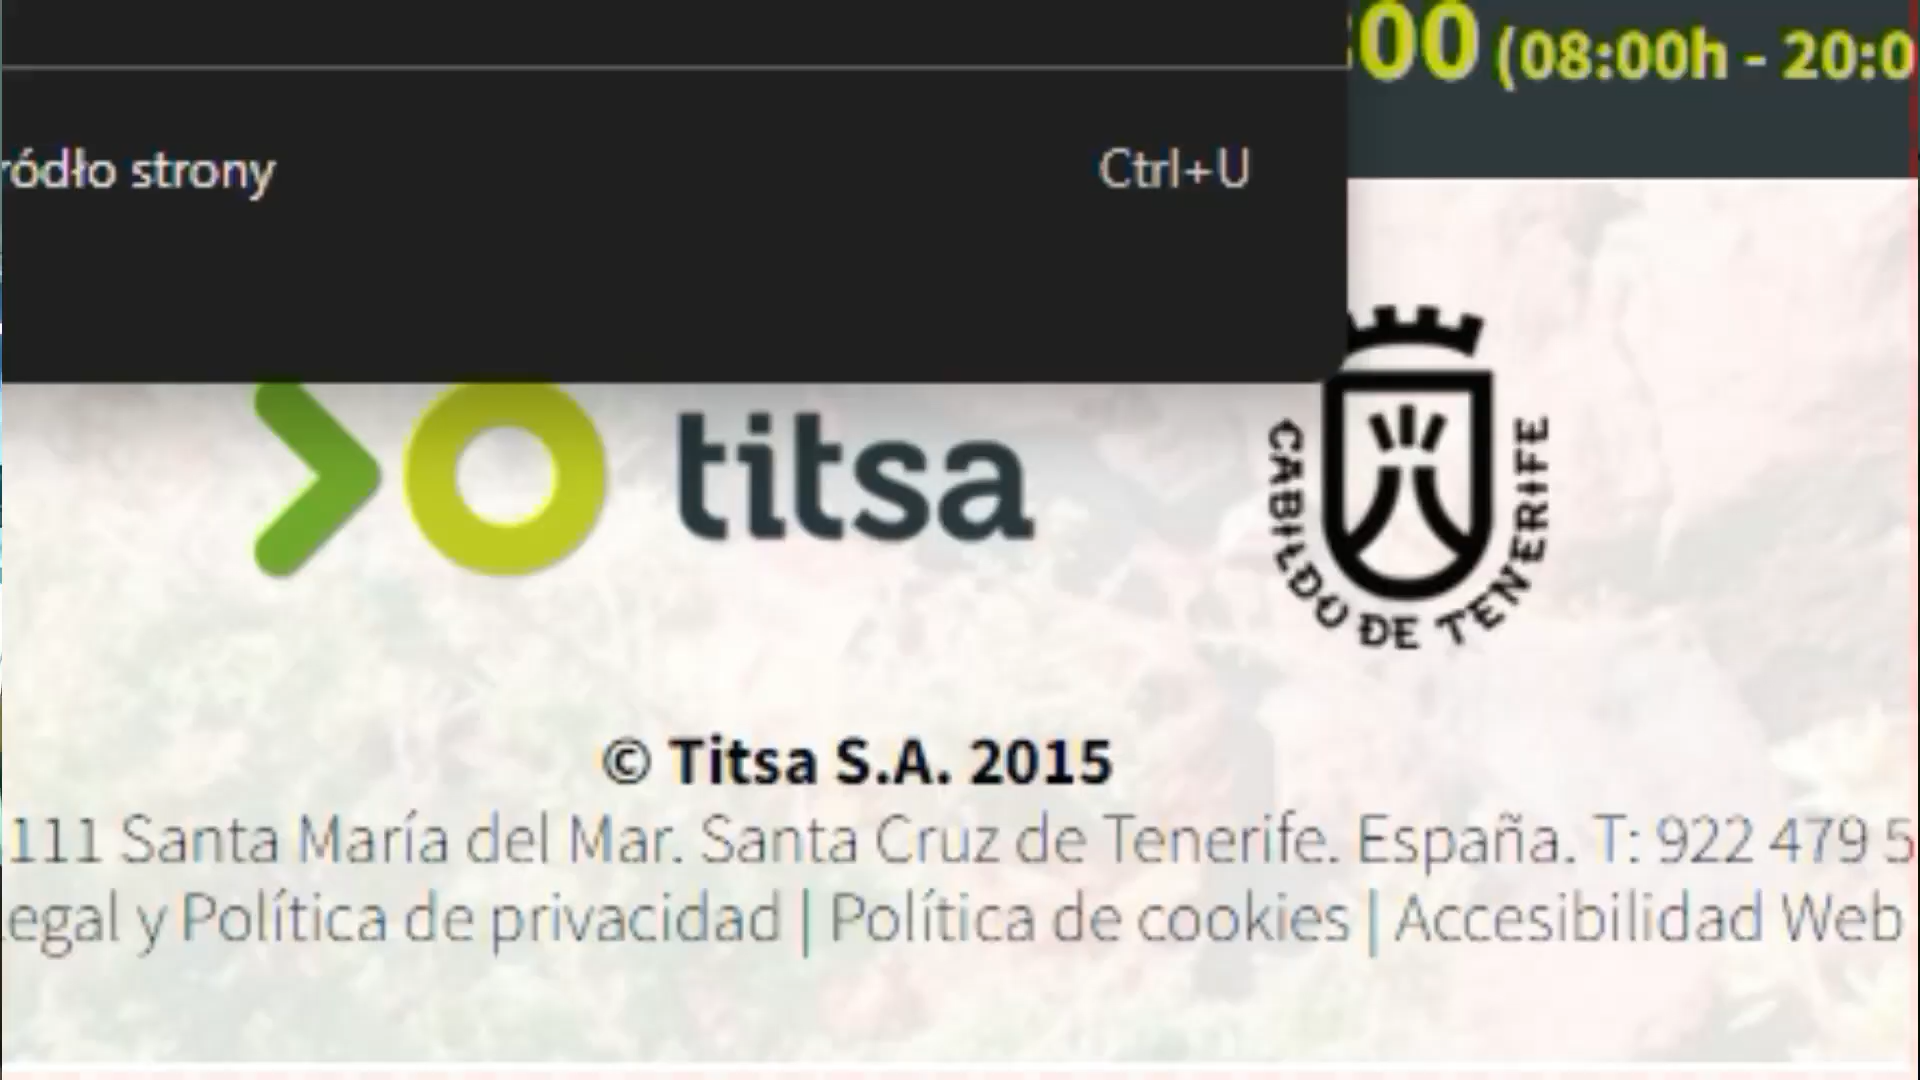 00 (08:00h - 20:0
ródło strony Ctrl+U
titsa
CABILDO DE TENERIFE
© Titsa S.A. 2015
111 Santa María del Mar. Santa Cruz de Tenerife. España. T: 922 479 5
egal y Política de privacidad | Política de cookies | Accesibilidad Web